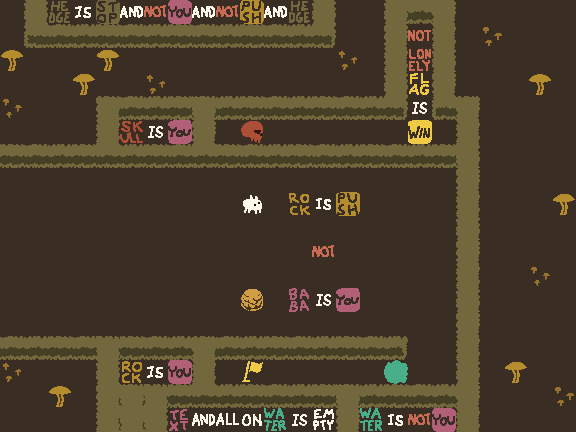 HEDGE IS STOP AND NOT YOU AND NOT PUSH AND HEDGE
NOT
LONELY
FLAG
IS
WIN
SKULL IS YOU
ROCK IS PUSH
NOT
BABA IS YOU
ROCK IS YOU
TEXT AND ALL ON WATER IS EMPTY
WATER IS NOT YOU